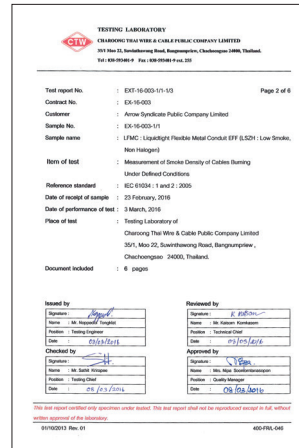 TESTING LABORATORY
CTW
CHAROONG THAI WIRE & CABLE PUBLIC COMPANY LIMITED
35/1 Moo 22, Suwinthawong Road, Bangnumpriew, Chachoengsao 24000, Thailand.
Tel : 038-593401-9 Fax : 038-593401-9 ext. 255
Test report No. : EXT-16-003-1/1-1/3 Page 2 of 6
Contract No. : EX-16-003
Customer : Arrow Syndicate Public Company Limited
Sample No. : EX-16-003-1/1
Sample name : LFMC : Liquidtight Flexible Metal Conduit EFF (LSZH : Low Smoke,
Non Halogen)
Item of test : Measurement of Smoke Density of Cables Burning
Under Defined Conditions
Reference standard : IEC 61034 : 1 and 2 : 2005
Date of receipt of sample : 23 February, 2016
Date of performance of test : 3 March, 2016
Place of test : Testing Laboratory of
Charoong Thai Wire & Cable Public Company Limited
35/1, Moo 22, Suwinthawong Road, Bangnumpriew ,
Chachoengsao 24000, Thailand.
Document included : 6 pages
Issued by
Signature :
Name : Mr. Noppadol
Position : Testing Engineer
Date : 03/03/2016
Reviewed by
Signature :
Name : Mr. Kasem
Position : Technical Chief
Date :
Checked by
Signature :
Name : Mr. Sahit
Position : Testing Chief
Date : 08/03/2016
Approved by
Signature :
Name : Mrs. Nipa
Position : Quality Manager
Date : 08/03/2016
This test report certified only specimen under tested. This test report shall not be reproduced except in full, without
written approval of the laboratory.
01/10/2013 Rev. 01 400-FRL-046